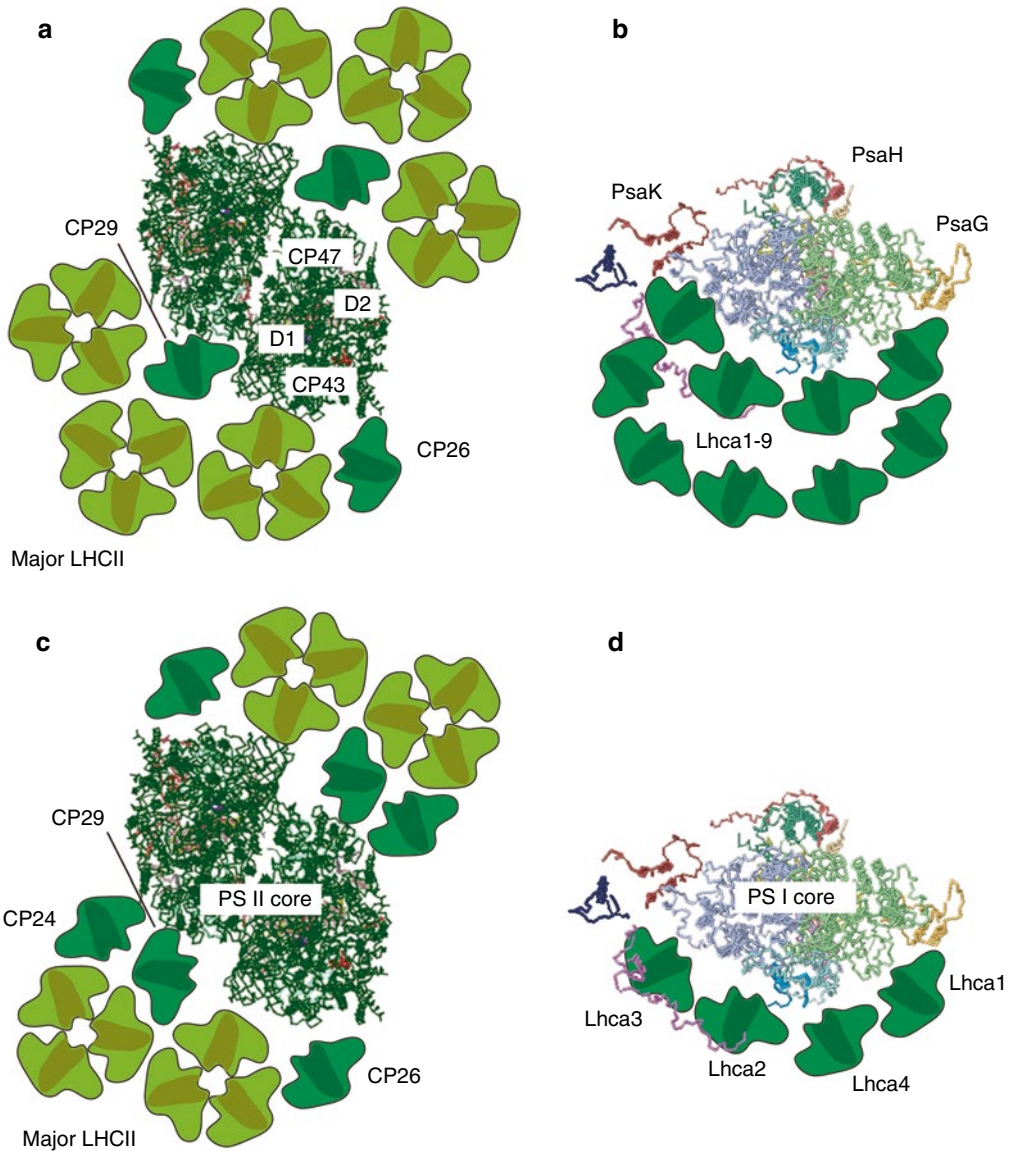 a
b
PsaH
PsaK
PsaG
CP29
CP47
D2
D1
CP43
Lhca1-9
CP26
Major LHCII
c
d
CP29
PS II core
PS I core
CP24
Lhca1
Lhca3
Lhca2
CP26
Lhca4
Major LHCII